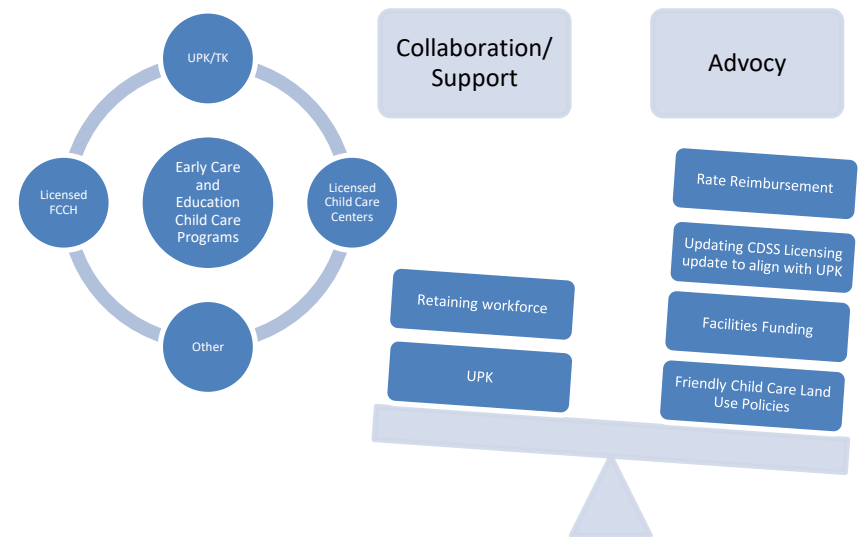 UPK/TK
Early Care
and
Education
Child Care
Programs
Licensed
FCCH
Licensed
Child Care
Centers
Other
Collaboration/
Support
Advocy
Retaining workforce
UPK
Rate Reimbursement
Updating CDSS Licensing
update to align with UPK
Facilities Funding
Friendly Child Care Land
Use Policies